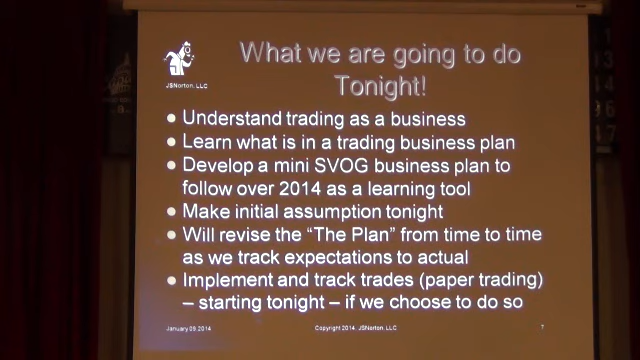 What we are going to do
Tonight!
JSNorton, LLC
• Understand trading as a business
• Learn what is in a trading business plan
• Develop a mini SVOG business plan to
follow over 2014 as a learning tool
• Make initial assumption tonight
• Will revise the “The Plan” from time to time
as we track expectations to actual
• Implement and track trades (paper trading)
– starting tonight – if we choose to do so
January 09, 2014
Copyright 2014, JSNorton, LLC
7